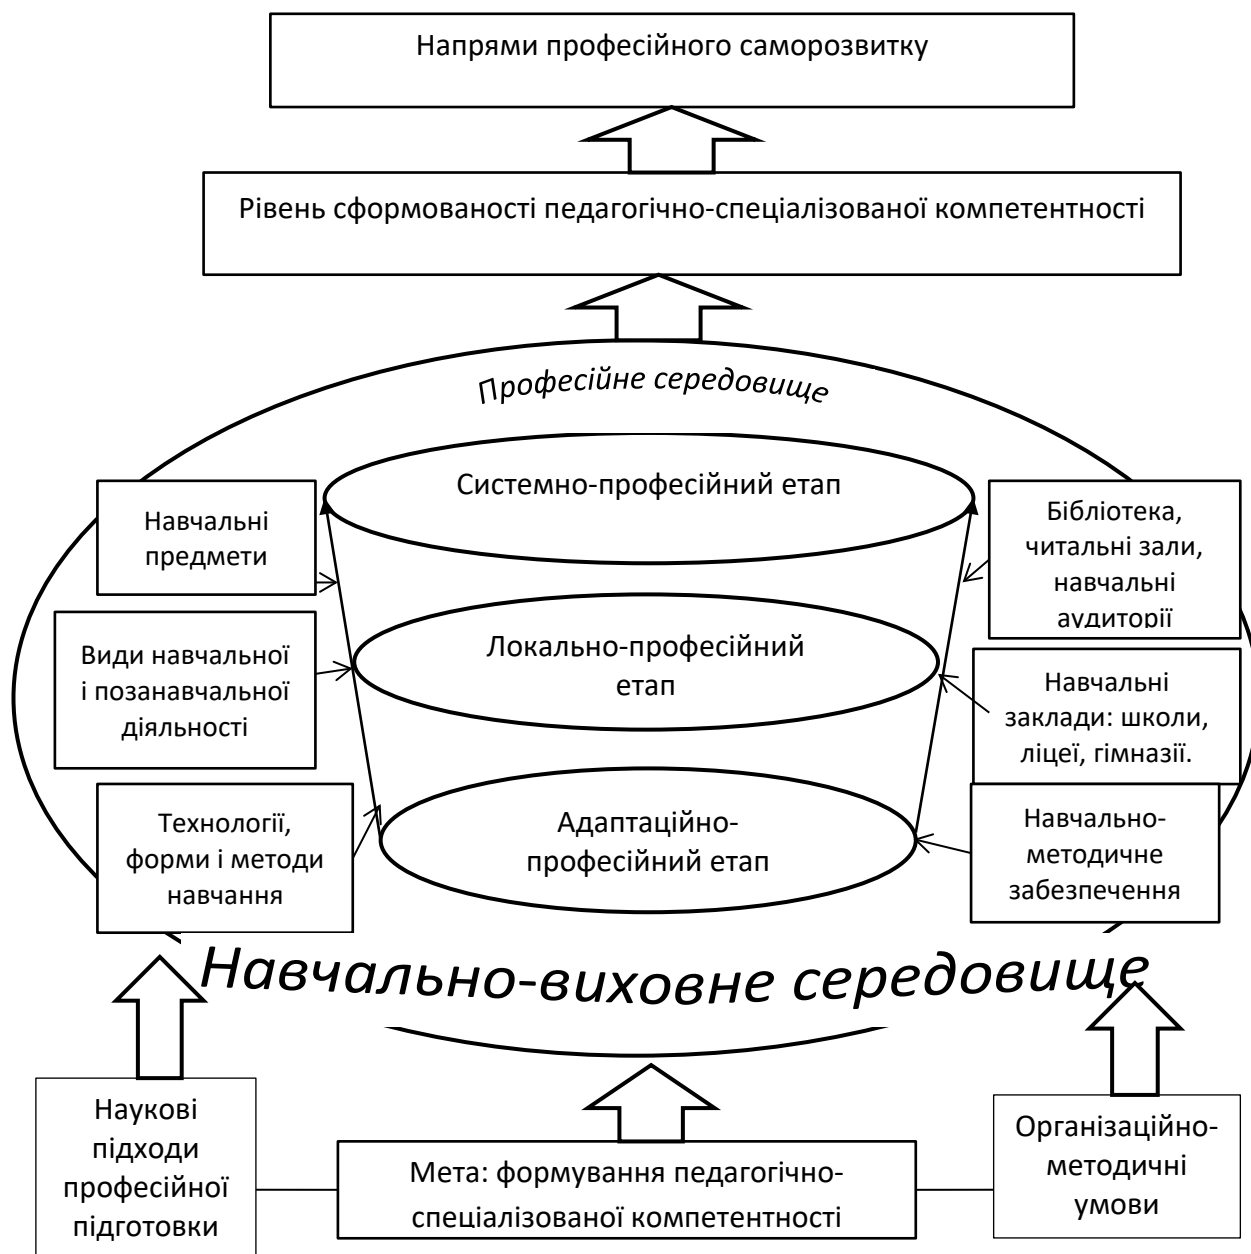 Напрями професійного саморозвитку
Рівень сформованості педагогічно-спеціалізованої компетентності
Професійне середовище
Системно-професійний етап
Навчальні
предмети
Бібліотека,
читальні зали,
навчальні
аудиторії
Локально-професійний
етап
Види навчальної
і позанавчальної
діяльності
Навчальні
заклади: школи,
ліцеї, гімназії.
Адаптаційно-
професійний етап
Технології,
форми і методи
навчання
Навчально-
методичне
забезпечення
Навчально-виховне середовище
Наукові
підходи
професійної
підготовки
Мета: формування педагогічно-
спеціалізованої компетентності
Організаційно-
методичні
умови